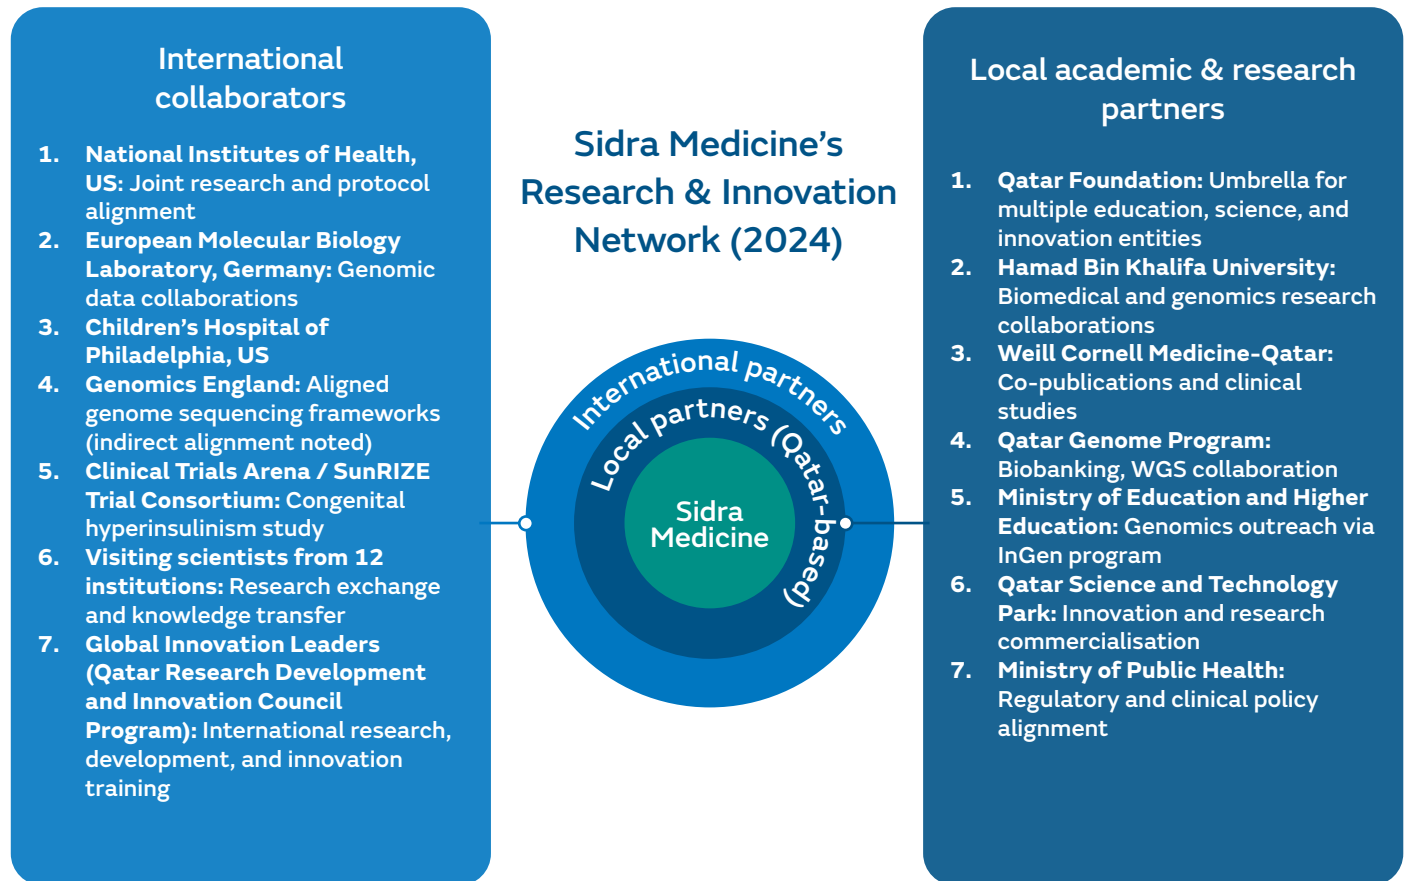 International
collaborators
1. National Institutes of Health,
US: Joint research and protocol
alignment
2. European Molecular Biology
Laboratory, Germany: Genomic
data collaborations
3. Children’s Hospital of
Philadelphia, US
4. Genomics England: Aligned
genome sequencing frameworks
(indirect alignment noted)
5. Clinical Trials Arena / SunRIZE
Trial Consortium: Congenital
hyperinsulinism study
6. Visiting scientists from 12
institutions: Research exchange
and knowledge transfer
7. Global Innovation Leaders
(Qatar Research Development
and Innovation Council
Program): International research,
development, and innovation
training
Sidra Medicine’s
Research & Innovation
Network (2024)
International partners
Local partners (Qatar-based)
Sidra
Medicine
Local academic & research
partners
1. Qatar Foundation: Umbrella for
multiple education, science, and
innovation entities
2. Hamad Bin Khalifa University:
Biomedical and genomics research
collaborations
3. Weill Cornell Medicine-Qatar:
Co-publications and clinical
studies
4. Qatar Genome Program:
Biobanking, WGS collaboration
5. Ministry of Education and Higher
Education: Genomics outreach via
InGen program
6. Qatar Science and Technology
Park: Innovation and research
commercialisation
7. Ministry of Public Health:
Regulatory and clinical policy
alignment